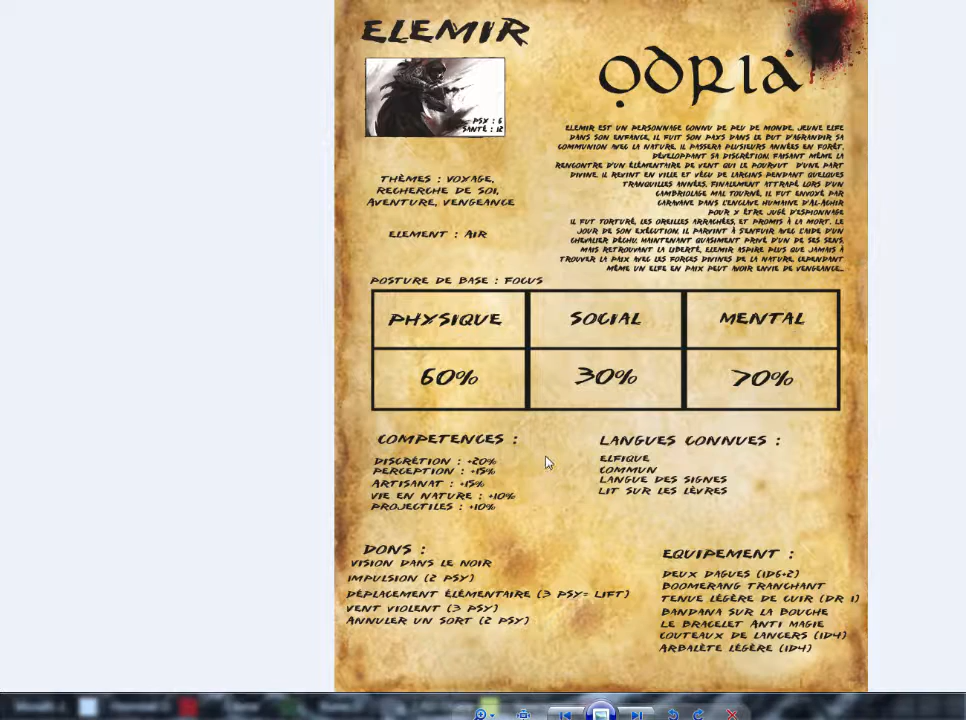 ELEMIR
ODRIA
PSY : 6
SANTÉ : 12
ELEMIR EST UN PERSONNAGE CONNU DE PEU DE MONDE. JEUNE ELFE
DANS SON ENFANCE, IL FUIT SON PAYS DANS LE BUT D'AGRANDIR SA
COMMUNION AVEC LA NATURE. IL PASSERA PLUSIEURS ANNÉES EN FORÊT,
DÉVELOPPANT SA DISCRÉTION, FAISANT MÊME LA
RENCONTRE D'UN ÉLÉMENTAIRE DE VENT QUI LE POURVUT D'UNE PART
DIVINE. IL REVINT EN VILLE ET VÉCU DE LARCINS PENDANT QUELQUES
TRANQUILLES ANNÉES. FINALEMENT ATTRAPÉ LORS D'UN
CAMBRIOLAGE MAL TOURNÉ, IL FUT ENVOYÉ PAR
CARAVANE DANS L'ENCLAVE HUMAINE D'AL-AGHIR
POUR Y ÊTRE JUGÉ D'ESPIONNAGE
IL FUT TORTURÉ, LES OREILLES ARRACHÉES, ET PROMIS À LA MORT. LE
JOUR DE SON EXÉCUTION, IL PARVINT À S'ENFUIR AVEC L'AIDE D'UN
CHEVALIER DÉCHU. MAINTENANT QUASIMENT PRIVÉ D'UN DE SES SENS,
MAIS RETROUVANT LA LIBERTÉ, ELEMIR ASPIRE PLUS QUE JAMAIS À
TROUVER LA PAIX AVEC LES FORCES DIVINES DE LA NATURE. CEPENDANT
MÊME UN ELFE EN PAIX PEUT AVOIR ENVIE DE VENGEANCE...
THÈMES : VOYAGE,
RECHERCHE DE SOI,
AVENTURE, VENGEANCE
ELEMENT : AIR
POSTURE DE BASE : FOCUS
PHYSIQUE SOCIAL MENTAL
60% 30% 70%
COMPETENCES :
DISCRÉTION : +20%
PERCEPTION : +15%
ARTISANAT : +15%
VIE EN NATURE : +10%
PROJECTILES : +10%
LANGUES CONNUES :
ELFIQUE
COMMUN
LANGUE DES SIGNES
LIT SUR LES LÈVRES
DONS :
VISION DANS LE NOIR
IMPULSION (2 PSY)
DÉPLACEMENT ÉLÉMENTAIRE (3 PSY= LIFT)
VENT VIOLENT (3 PSY)
ANNULER UN SORT (2 PSY)
EQUIPEMENT :
DEUX DAGUES (1D6+2)
BOOMERANG TRANCHANT
TENUE LÉGÈRE DE CUIR (DR 1)
BANDANA SUR LA BOUCHE
LE BRACELET ANTI MAGIE
COUTEAUX DE LANCERS (1D4)
ARBALÈTE LÉGÈRE (1D4)